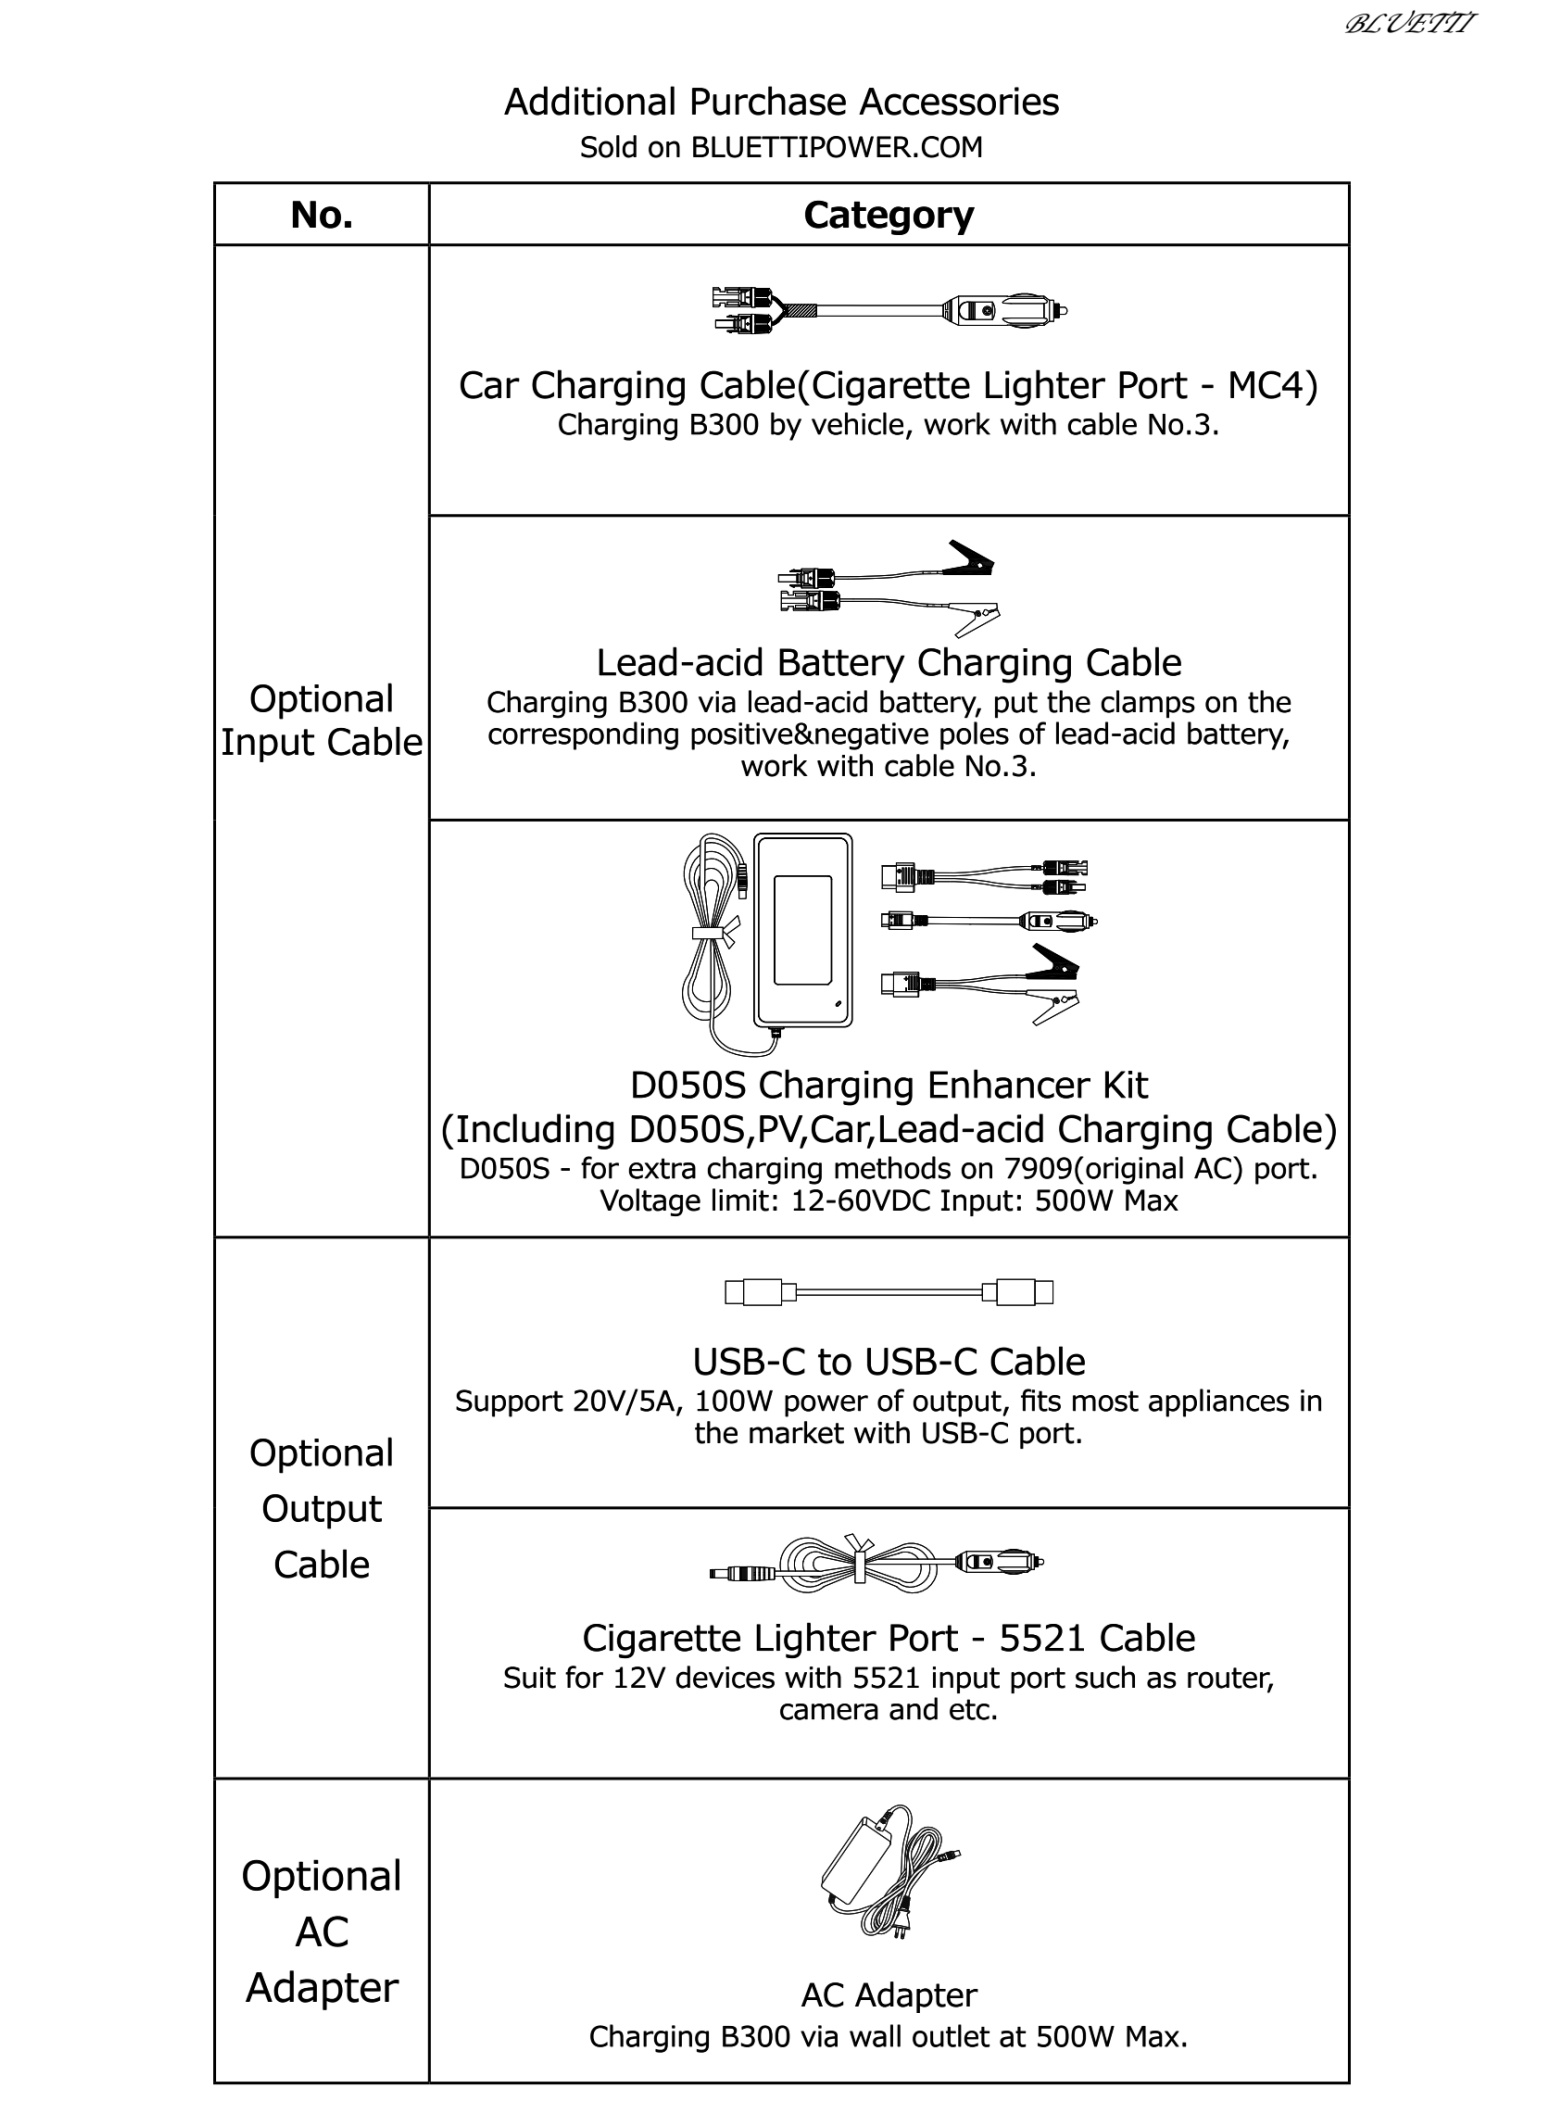 BLUETTI
Additional Purchase Accessories
Sold on BLUETTIPOWER.COM
No.
Category
Optional
Input Cable
Car Charging Cable(Cigarette Lighter Port - MC4)
Charging B300 by vehicle, work with cable No.3.
Lead-acid Battery Charging Cable
Charging B300 via lead-acid battery, put the clamps on the
corresponding positive&negative poles of lead-acid battery,
work with cable No.3.
D050S Charging Enhancer Kit
(Including D050S,PV,Car,Lead-acid Charging Cable)
D050S - for extra charging methods on 7909(original AC) port.
Voltage limit: 12-60VDC Input: 500W Max
Optional
Output
Cable
USB-C to USB-C Cable
Support 20V/5A, 100W power of output, fits most appliances in
the market with USB-C port.
Cigarette Lighter Port - 5521 Cable
Suit for 12V devices with 5521 input port such as router,
camera and etc.
Optional
AC
Adapter
AC Adapter
Charging B300 via wall outlet at 500W Max.